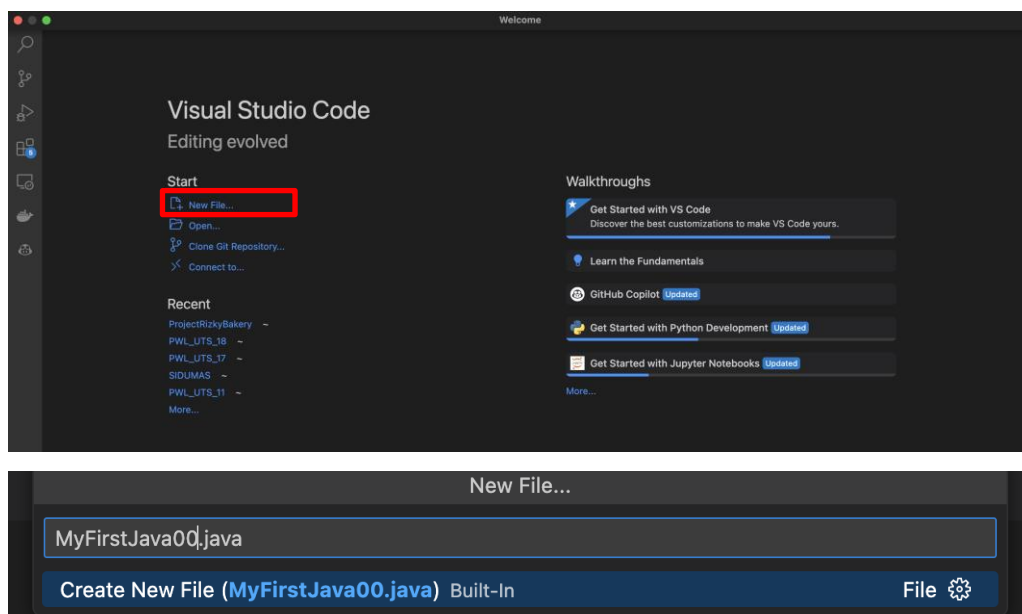 Welcome
Visual Studio Code
Editing evolved
Start
New File...
Open...
Clone Git Repository...
Connect to...
Recent
ProjectRizkyBakery ~
PWL_UTS_18 ~
PWL_UTS_17 ~
SIDUMAS ~
PWL_UTS_11 ~
More...
Walkthroughs
Get Started with VS Code
Discover the best customizations to make VS Code yours.
Learn the Fundamentals
GitHub Copilot Updated
Get Started with Python Development Updated
Get Started with Jupyter Notebooks Updated
More...
New File...
MyFirstJava00.java
Create New File (MyFirstJava00.java) Built-In File